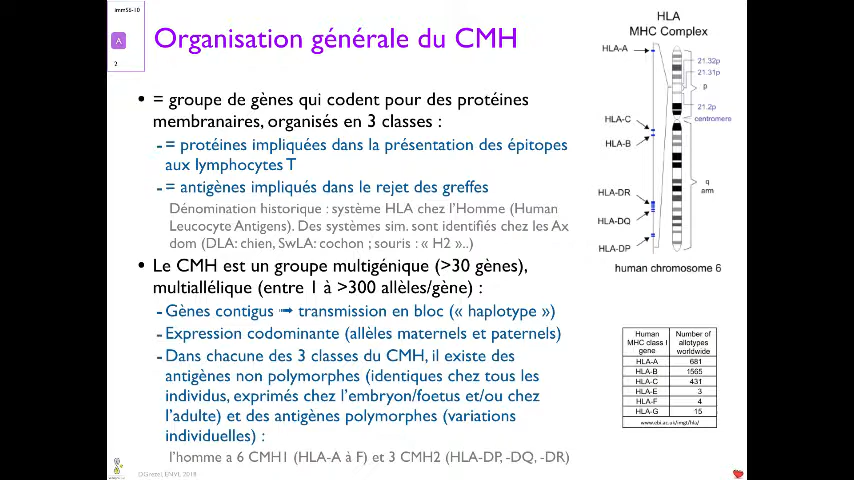 Imm56-10
A
2
Organisation générale du CMH
• = groupe de gènes qui codent pour des protéines
membranaires, organisés en 3 classes :
- = protéines impliquées dans la présentation des épitopes
aux lymphocytes T
- = antigènes impliqués dans le rejet des greffes
Dénomination historique : système HLA chez l'Homme (Human
Leucocyte Antigens). Des systèmes sim. sont identifiés chez les Ax
dom (DLA: chien, SwLA: cochon ; souris : « H2 »..)
• Le CMH est un groupe multigénique (>30 gènes),
multiallélique (entre 1 à >300 allèles/gène) :
- Gènes contigus ➟ transmission en bloc (« haplotype »)
- Expression codominante (allèles maternels et paternels)
- Dans chacune des 3 classes du CMH, il existe des
antigènes non polymorphes (identiques chez tous les
individus, exprimés chez l'embryon/foetus et/ou chez
l'adulte) et des antigènes polymorphes (variations
individuelles) :
l'homme a 6 CMH1 (HLA-A à F) et 3 CMH2 (HLA-DP, -DQ, -DR)
HLA
MHC Complex
HLA-A
21.32p
21.31p
p
21.2p
HLA-C
centromere
HLA-B
q
arm
HLA-DR
HLA-DQ
HLA-DP
human chromosome 6
Human MHC class I gene | Number of allotypes worldwide
HLA-A 681
HLA-B 1565
HLA-C 431
HLA-E 3
HLA-F 4
HLA-G 15
www.ebi.ac.uk/imgt/hla/